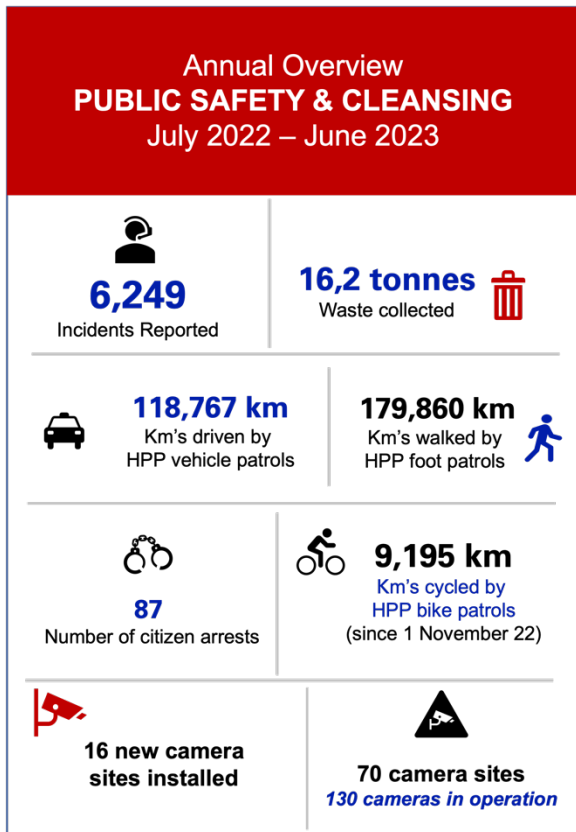 Annual Overview
PUBLIC SAFETY & CLEANSING
July 2022 – June 2023
6,249
Incidents Reported
16,2 tonnes
Waste collected
118,767 km
Km's driven by
HPP vehicle patrols
179,860 km
Km's walked by
HPP foot patrols
87
Number of citizen arrests
9,195 km
Km's cycled by
HPP bike patrols
(since 1 November 22)
16 new camera
sites installed
70 camera sites
130 cameras in operation